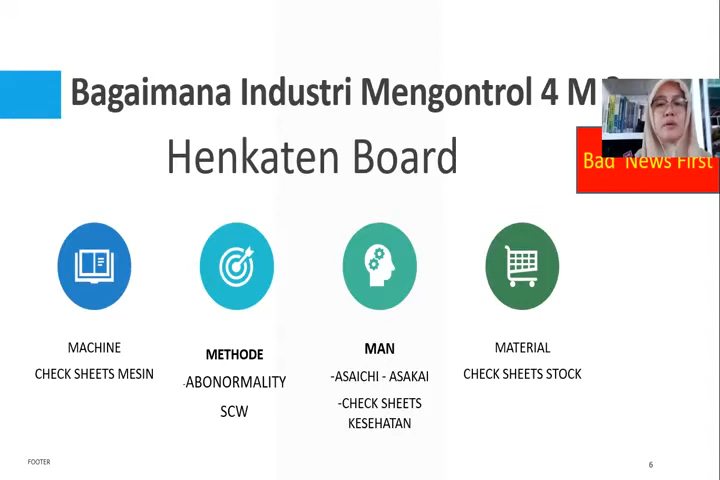 Bagaimana Industri Mengontrol 4 M
Henkaten Board
Bad News First
MACHINE
CHECK SHEETS MESIN
METHODE
-ABONORMALITY
SCW
MAN
-ASAICHI - ASAKAI
-CHECK SHEETS
KESEHATAN
MATERIAL
CHECK SHEETS STOCK
FOOTER
6